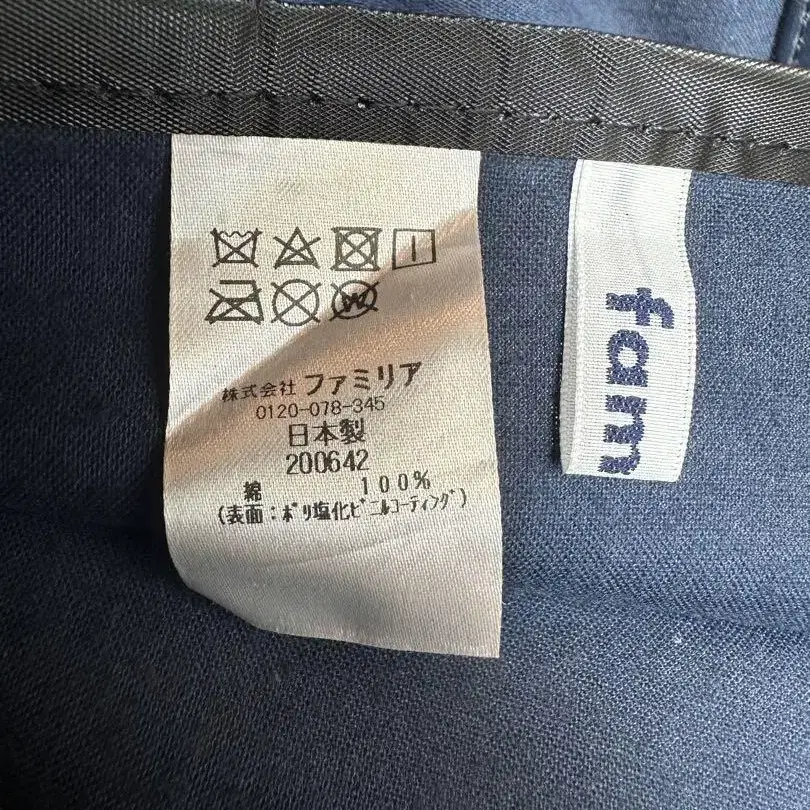 株式会社 ファミリア
0120-078-345
日本製
200642
綿 100%
(表面：ポリ塩化ビニルコーティング)
fam